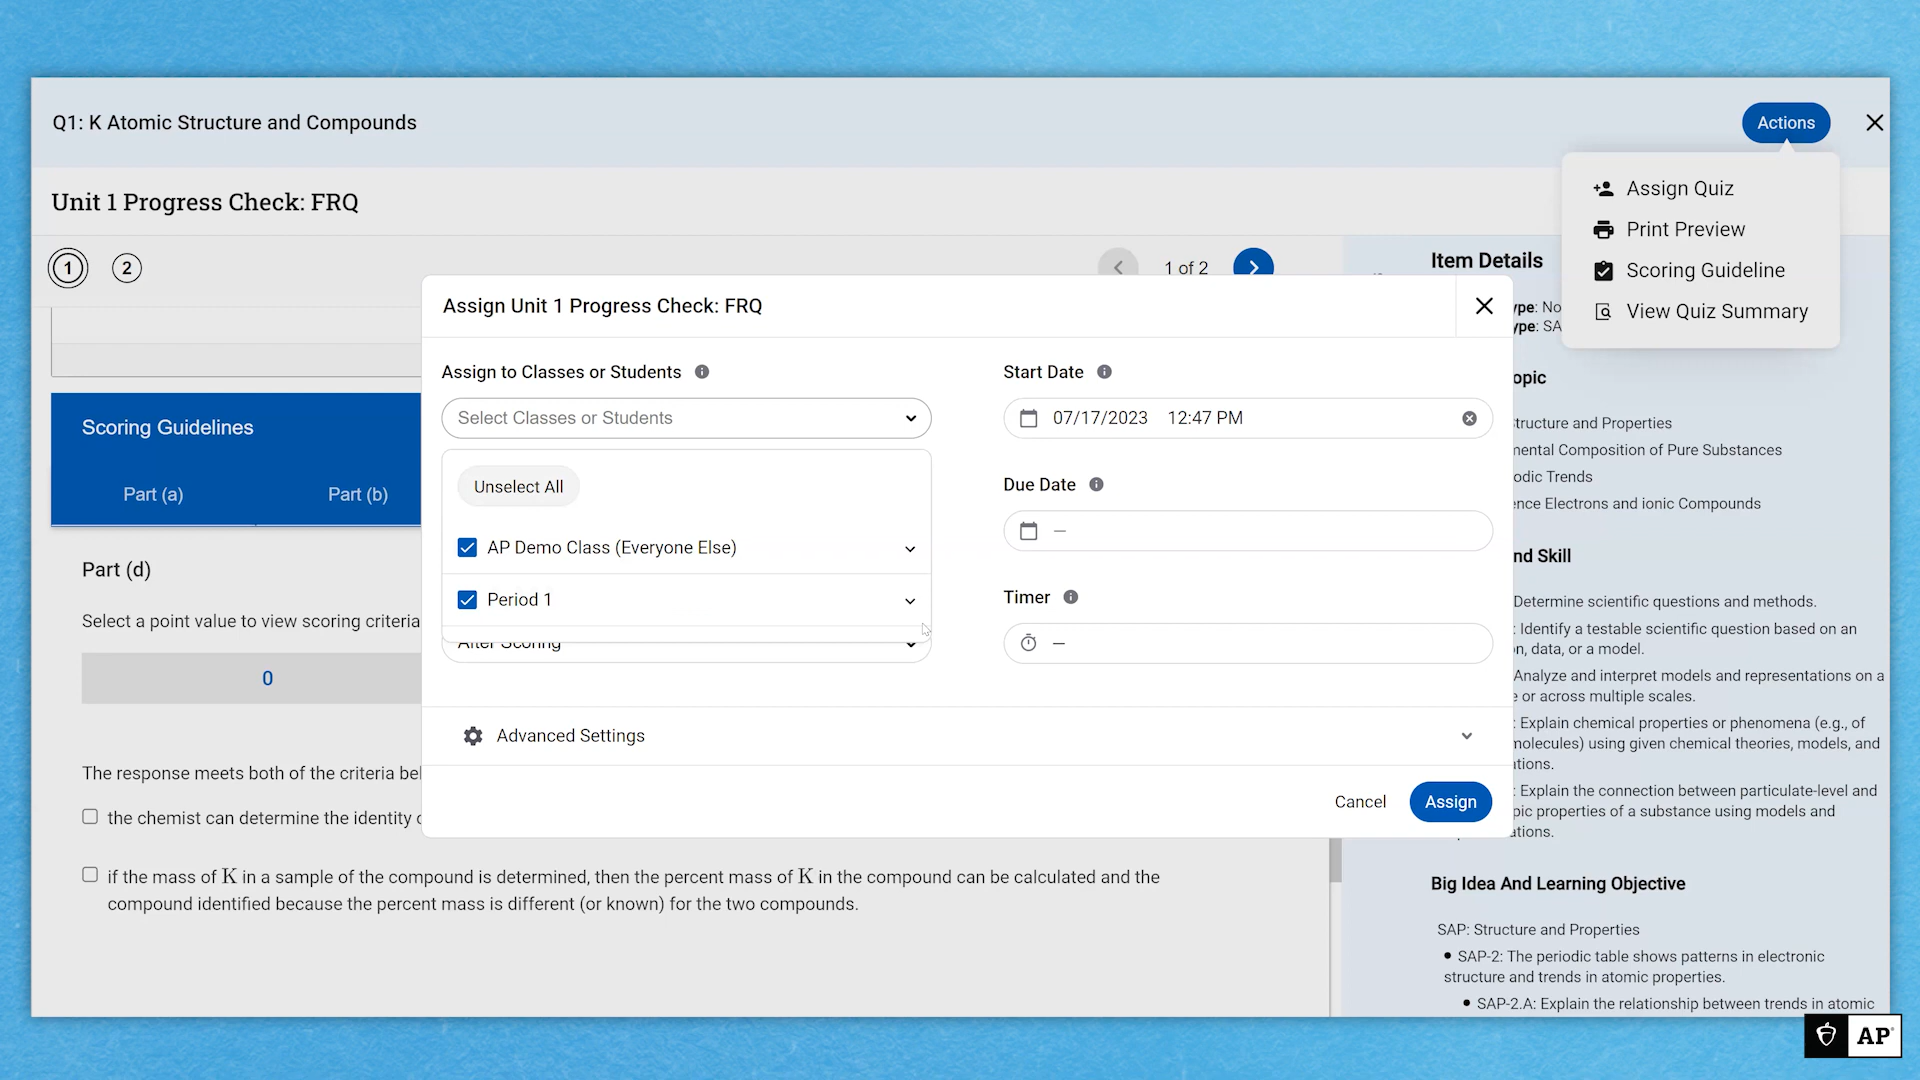 Q1: K Atomic Structure and Compounds
Actions
Assign Quiz
Print Preview
Scoring Guideline
View Quiz Summary
Unit 1 Progress Check: FRQ
1
2
1 of 2
Item Details
ype: No
ype: SA
opic
tructure and Properties
mental Composition of Pure Substances
odic Trends
ence Electrons and ionic Compounds
nd Skill
Determine scientific questions and methods.
: Identify a testable scientific question based on an
n, data, or a model.
Analyze and interpret models and representations on a
e or across multiple scales.
: Explain chemical properties or phenomena (e.g., of
molecules) using given chemical theories, models, and
tions.
: Explain the connection between particulate-level and
pic properties of a substance using models and
ations.
Big Idea And Learning Objective
SAP: Structure and Properties
• SAP-2: The periodic table shows patterns in electronic
structure and trends in atomic properties.
• SAP-2.A: Explain the relationship between trends in atomic
Scoring Guidelines
Part (a)
Part (b)
Part (d)
Select a point value to view scoring criteria
0
The response meets both of the criteria bel
the chemist can determine the identity
if the mass of K in a sample of the compound is determined, then the percent mass of K in the compound can be calculated and the
compound identified because the percent mass is different (or known) for the two compounds.
Assign Unit 1 Progress Check: FRQ
Assign to Classes or Students
Select Classes or Students
Unselect All
AP Demo Class (Everyone Else)
Period 1
After Scoring
Start Date
07/17/2023 12:47 PM
Due Date
–
Timer
–
Advanced Settings
Cancel
Assign
AP®